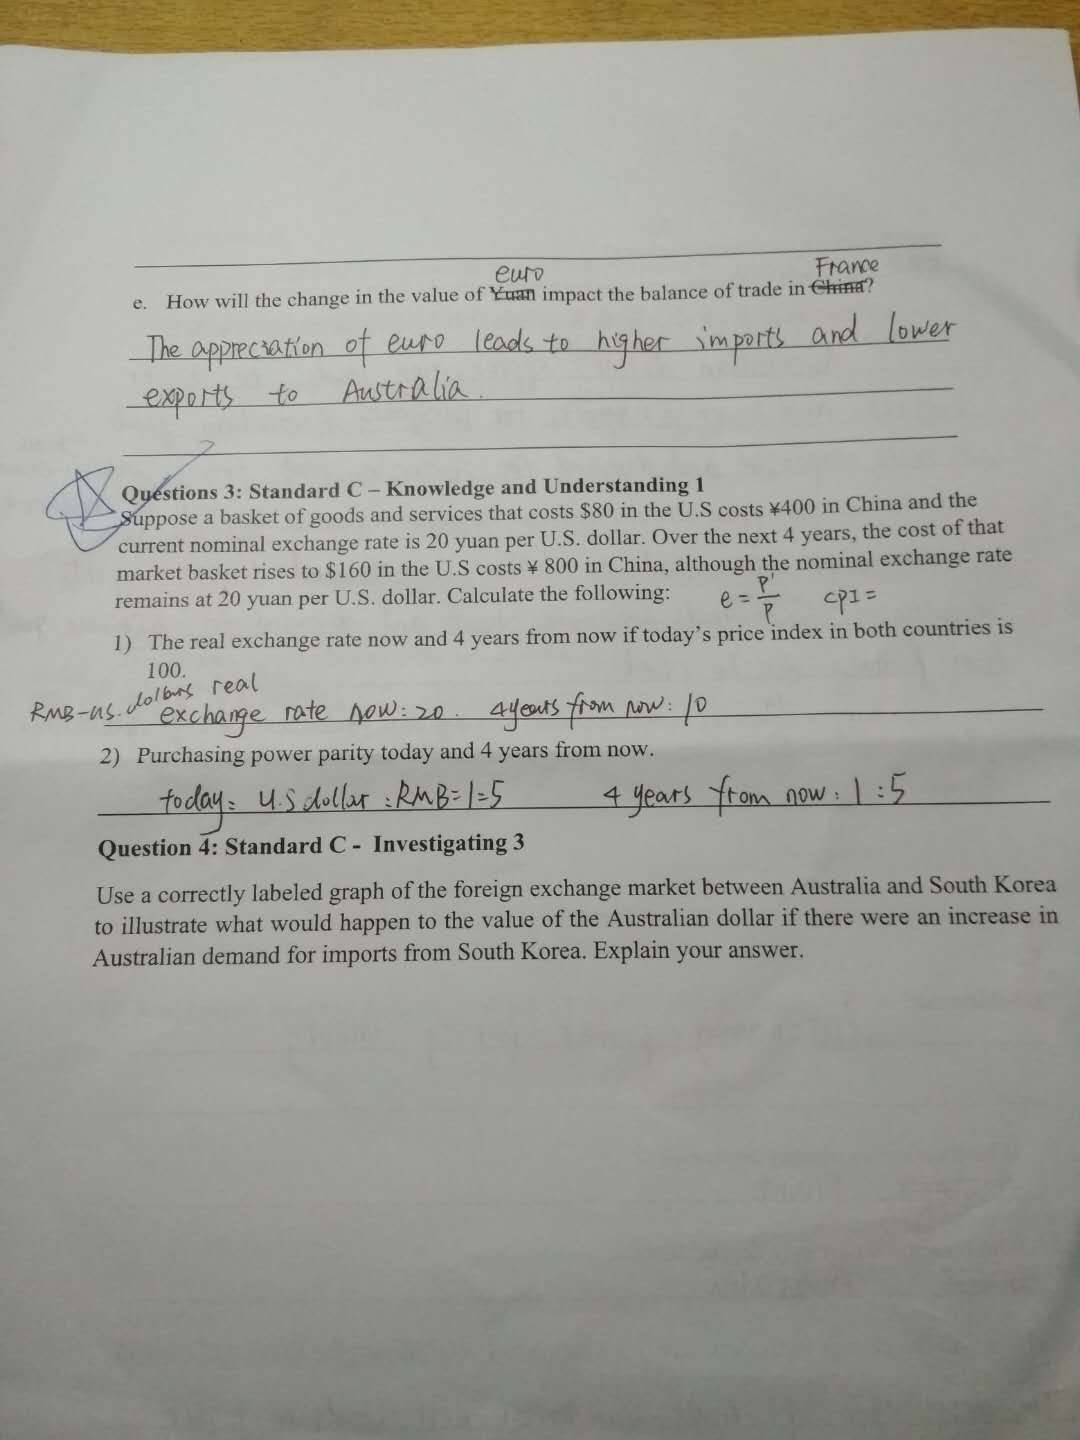 euro France
e. How will the change in the value of Yuan impact the balance of trade in China?
The appreciation of euro leads to higher imports and lower
exports to Australia.
Questions 3: Standard C – Knowledge and Understanding 1
Suppose a basket of goods and services that costs $80 in the U.S costs ¥400 in China and the
current nominal exchange rate is 20 yuan per U.S. dollar. Over the next 4 years, the cost of that
market basket rises to $160 in the U.S costs ¥ 800 in China, although the nominal exchange rate
remains at 20 yuan per U.S. dollar. Calculate the following: e = P'/P CPI =
1) The real exchange rate now and 4 years from now if today's price index in both countries is
100.
RMB-us. dollars real
exchange rate now: 20. 4 years from now: 10
2) Purchasing power parity today and 4 years from now.
today: U.S dollar : RMB = 1 : 5 4 years from now : 1 : 5
Question 4: Standard C - Investigating 3
Use a correctly labeled graph of the foreign exchange market between Australia and South Korea
to illustrate what would happen to the value of the Australian dollar if there were an increase in
Australian demand for imports from South Korea. Explain your answer.